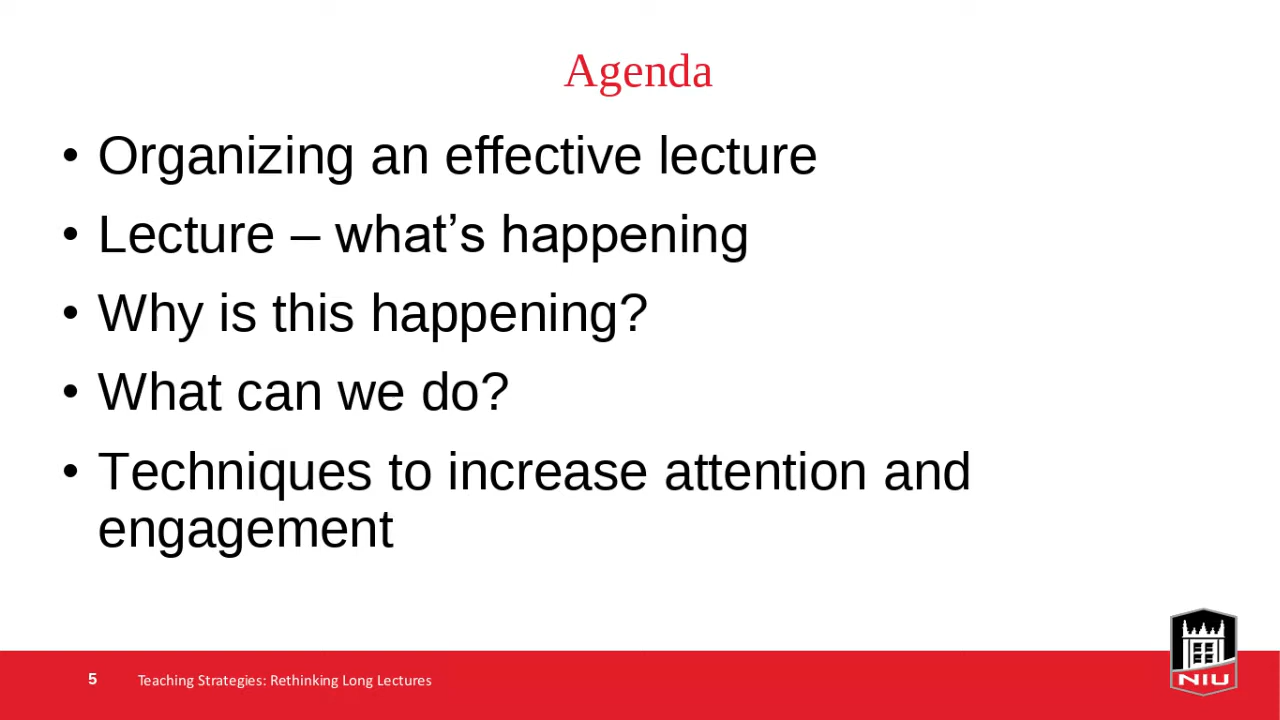 Agenda
• Organizing an effective lecture
• Lecture – what’s happening
• Why is this happening?
• What can we do?
• Techniques to increase attention and
engagement
5 Teaching Strategies: Rethinking Long Lectures
NIU